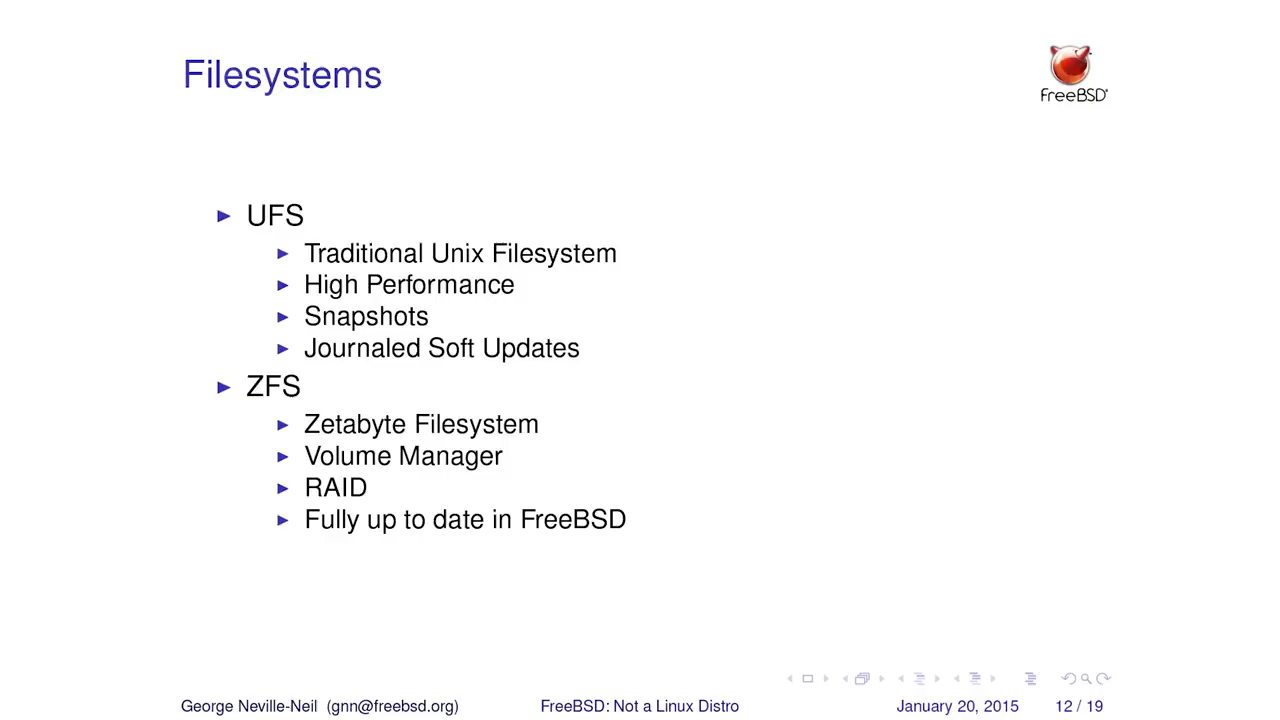 Filesystems
FreeBSD
UFS
Traditional Unix Filesystem
High Performance
Snapshots
Journaled Soft Updates
ZFS
Zetabyte Filesystem
Volume Manager
RAID
Fully up to date in FreeBSD
George Neville-Neil (gnn@freebsd.org) FreeBSD: Not a Linux Distro January 20, 2015 12 / 19